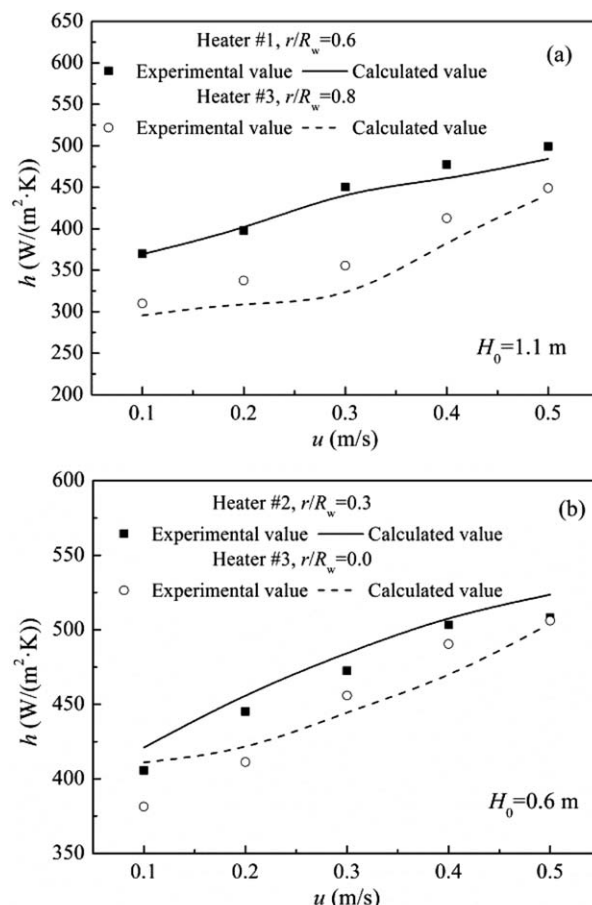 650
600
550
500
450
400
350
300
250
200
h (W/(m²·K))
Heater #1, r/R_w=0.6
Experimental value Calculated value
Heater #3, r/R_w=0.8
Experimental value Calculated value
(a)
H₀=1.1 m
0.1 0.2 0.3 0.4 0.5
u (m/s)
600
550
500
450
400
350
h (W/(m²·K))
Heater #2, r/R_w=0.3
Experimental value Calculated value
Heater #3, r/R_w=0.0
Experimental value Calculated value
(b)
H₀=0.6 m
0.1 0.2 0.3 0.4 0.5
u (m/s)